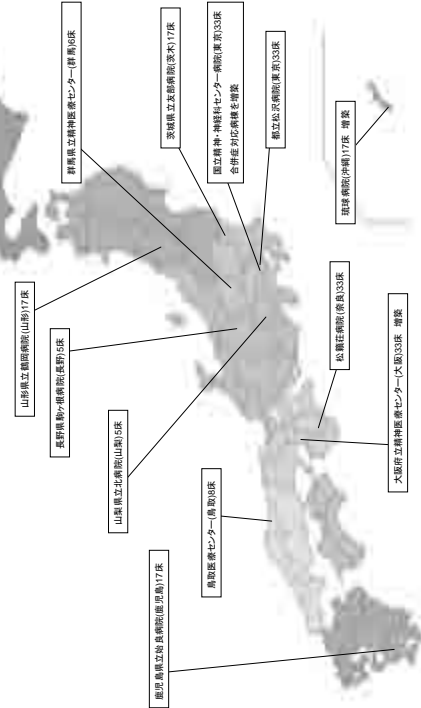 群馬県立精神医療センター(群馬)6床
茨城県立友部病院(茨木)17床
国立精神・神経科センター病院(東京)33床
合併症対応病棟を増築
都立松沢病院(東京)33床
琉球病院(沖縄)17床 増築
山形県立鶴岡病院(山形)17床
長野県駒ヶ根病院(長野)5床
山梨県立北病院(山梨)5床
鳥取医療センター(鳥取)8床
鹿児島県立姶良病院(鹿児島)17床
松籟荘病院(奈良)33床
大阪府立精神医療センター(大阪)33床 増築